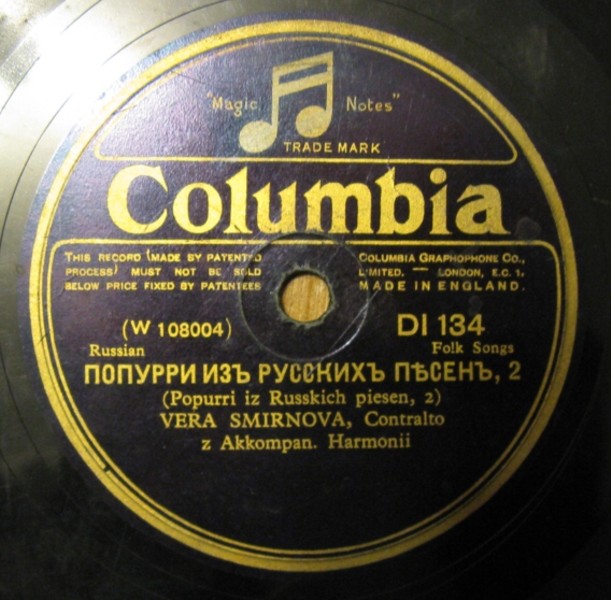 "Magic Notes"
TRADE MARK
Columbia
THIS RECORD (MADE BY PATENTED
PROCESS) MUST NOT BE SOLD
BELOW PRICE FIXED BY PATENTEES
COLUMBIA GRAPHOPHONE CO.,
LIMITED. — LONDON, E.C. 1.
MADE IN ENGLAND.
(W 108004)
DI 134
Russian
Folk Songs
ПОПУРРИ ИЗЪ РУССКИХЪ ПѢСЕНЪ, 2
(Popurri iz Russkich piesen, 2)
VERA SMIRNOVA, Contralto
z Akkompan. Harmonii